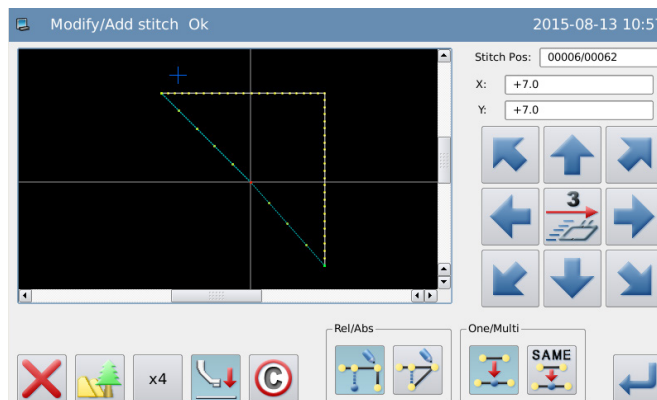 Modify/Add stitch Ok
2015-08-13 10:57
Stitch Pos: 00006/00062
X: +7.0
Y: +7.0
3
Rel/Abs
One/Multi
x4
C
SAME